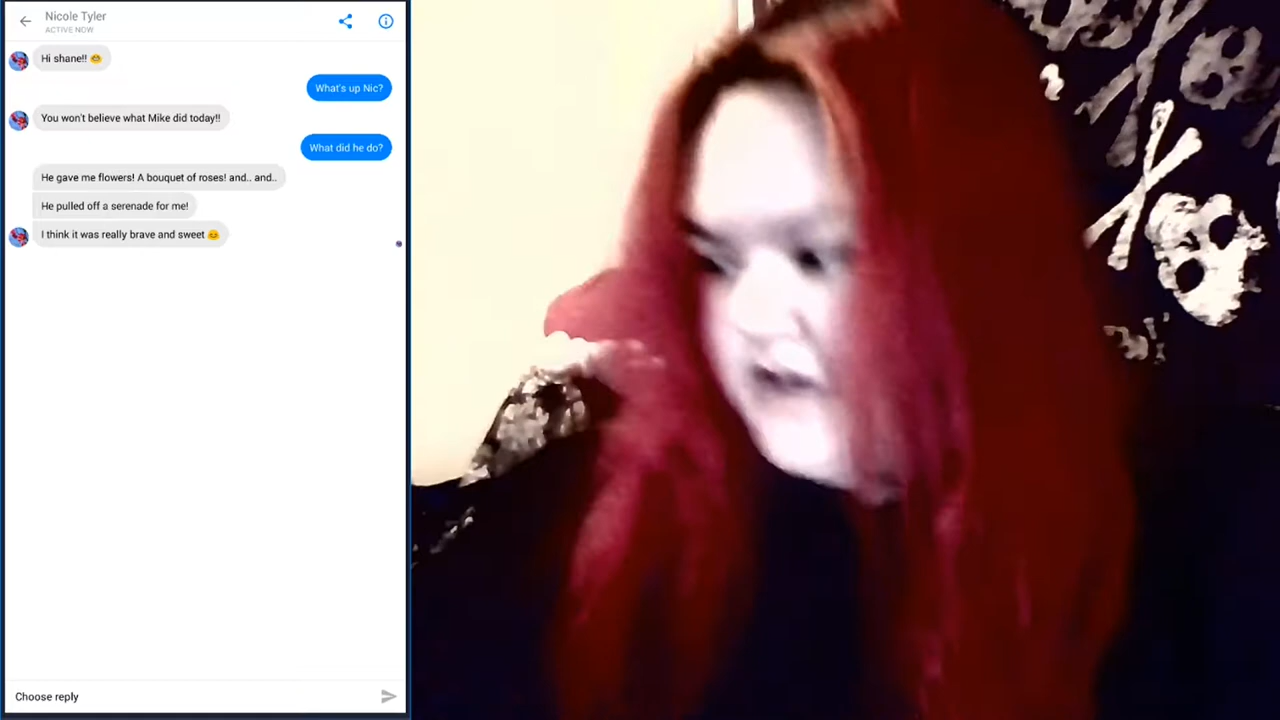 Nicole Tyler
ACTIVE NOW
Hi shane!! 😊
What's up Nic?
You won't believe what Mike did today!!
What did he do?
He gave me flowers! A bouquet of roses! and.. and..
He pulled off a serenade for me!
I think it was really brave and sweet 😊
Choose reply